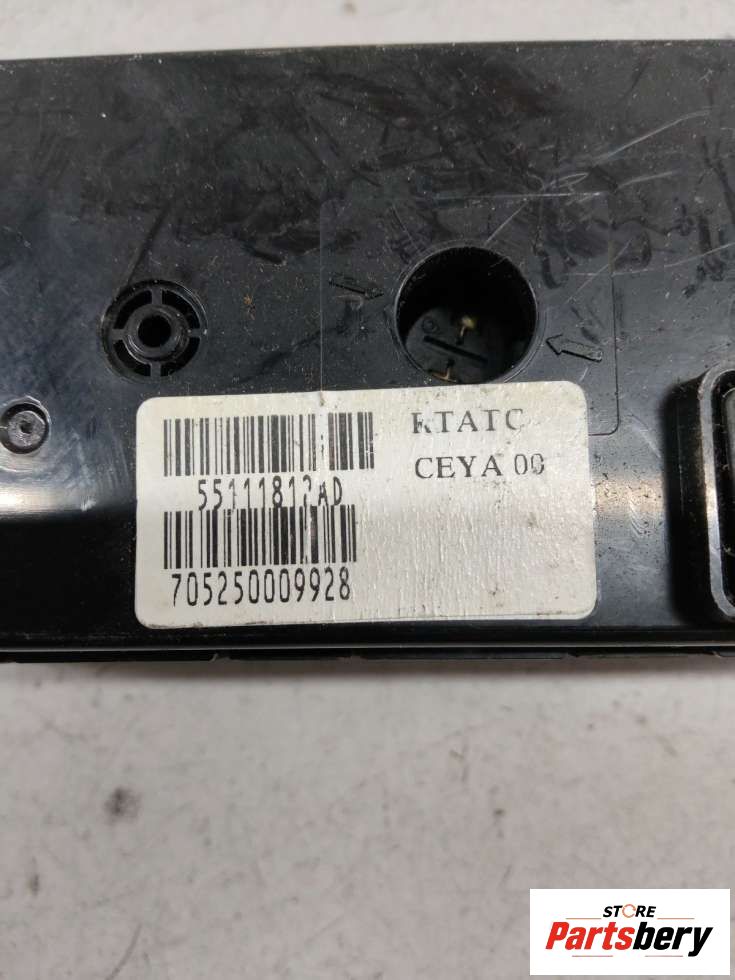 KTATC
55111812AD
CEYA 00
705250009928
STORE
Partsbery